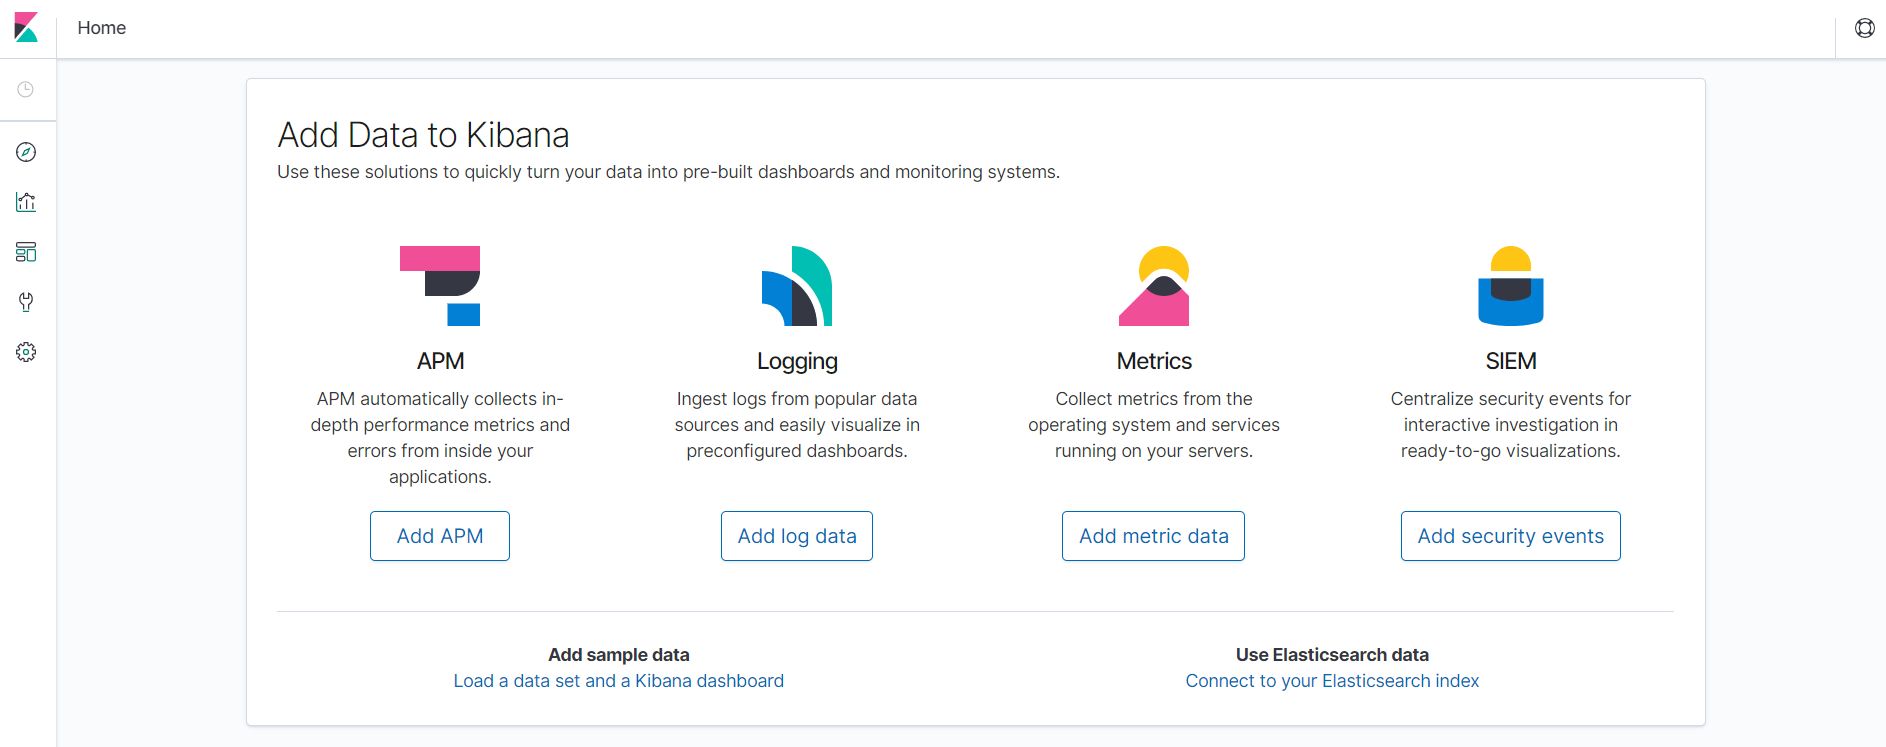 Home
Add Data to Kibana
Use these solutions to quickly turn your data into pre-built dashboards and monitoring systems.
APM
APM automatically collects in-
depth performance metrics and
errors from inside your
applications.
Add APM
Logging
Ingest logs from popular data
sources and easily visualize in
preconfigured dashboards.
Add log data
Metrics
Collect metrics from the
operating system and services
running on your servers.
Add metric data
SIEM
Centralize security events for
interactive investigation in
ready-to-go visualizations.
Add security events
Add sample data
Load a data set and a Kibana dashboard
Use Elasticsearch data
Connect to your Elasticsearch index